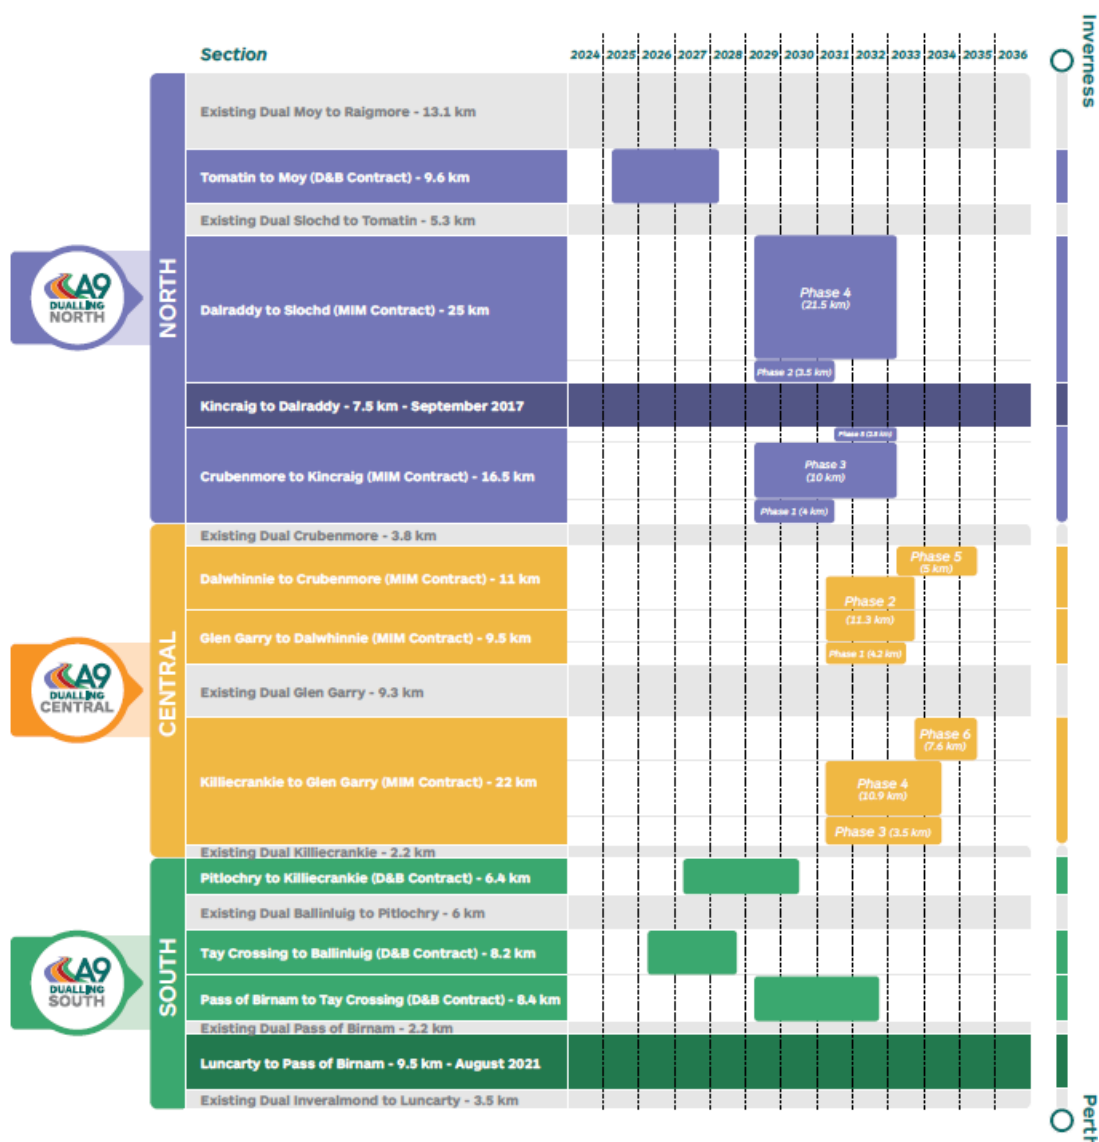 Section
2024 2025 2026 2027 2028 2029 2030 2031 2032 2033 2034 2035 2036
Inverness
Existing Dual Moy to Raigmore - 13.1 km
Tomatin to Moy (D&B Contract) - 9.6 km
Existing Dual Slochd to Tomatin - 5.3 km
A9
DUALLING
NORTH
NORTH
Dalraddy to Slochd (MIM Contract) - 25 km
Phase 4
(21.5 km)
Phase 2 (3.5 km)
Kincraig to Dalraddy - 7.5 km - September 2017
Crubenmore to Kincraig (MIM Contract) - 16.5 km
Phase 3
(10 km)
Phase 1 (4 km)
Existing Dual Crubenmore - 3.8 km
A9
DUALLING
CENTRAL
CENTRAL
Dalwhinnie to Crubenmore (MIM Contract) - 11 km
Phase 5
(5 km)
Phase 2
(11.3 km)
Glen Garry to Dalwhinnie (MIM Contract) - 9.5 km
Phase 1 (4.2 km)
Existing Dual Glen Garry - 9.3 km
Killiecrankie to Glen Garry (MIM Contract) - 22 km
Phase 6
(7.6 km)
Phase 4
(10.9 km)
Phase 3 (3.5 km)
Existing Dual Killiecrankie - 2.2 km
A9
DUALLING
SOUTH
SOUTH
Pitlochry to Killiecrankie (D&B Contract) - 6.4 km
Existing Dual Ballinluig to Pitlochry - 6 km
Tay Crossing to Ballinluig (D&B Contract) - 8.2 km
Pass of Birnam to Tay Crossing (D&B Contract) - 8.4 km
Existing Dual Pass of Birnam - 2.2 km
Luncarty to Pass of Birnam - 9.5 km - August 2021
Existing Dual Inveralmond to Luncarty - 3.5 km
Perth